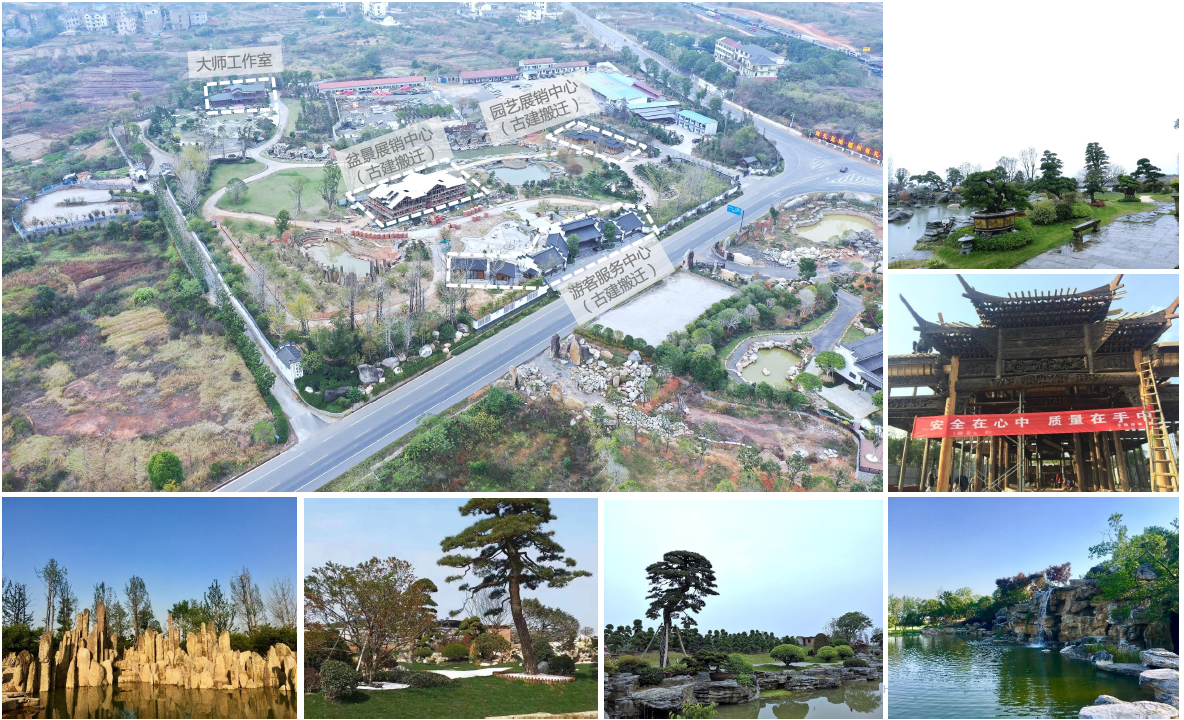 大师工作室
园艺展销中心
（古建搬迁）
盆景展销中心
（古建搬迁）
游客服务中心
（古建搬迁）
安全在心中 质量在手中